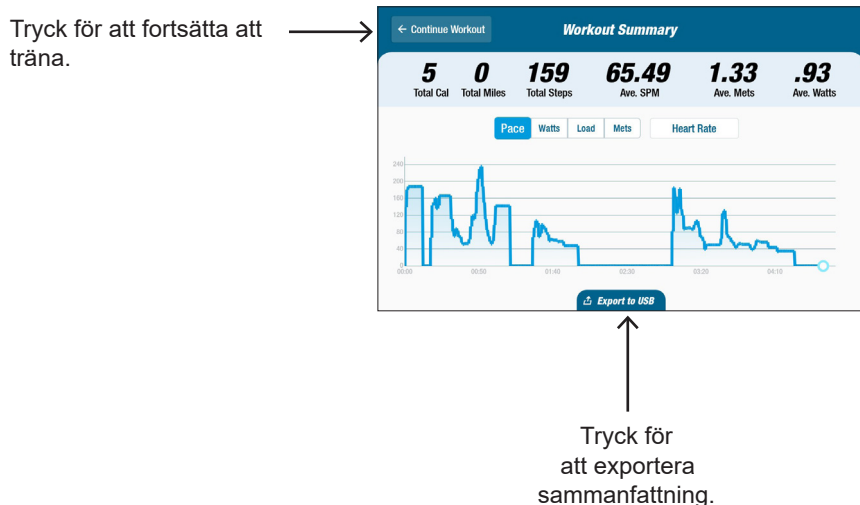 Tryck för att fortsätta att
träna.
← Continue Workout
Workout Summary
5 0 159 65.49 1.33 .93
Total Cal Total Miles Total Steps Ave. SPM Ave. Mets Ave. Watts
Pace Watts Load Mets Heart Rate
240
200
160
120
80
40
0
00:00 00:50 01:40 02:30 03:20 04:10
Export to USB
Tryck för
att exportera
sammanfattning.